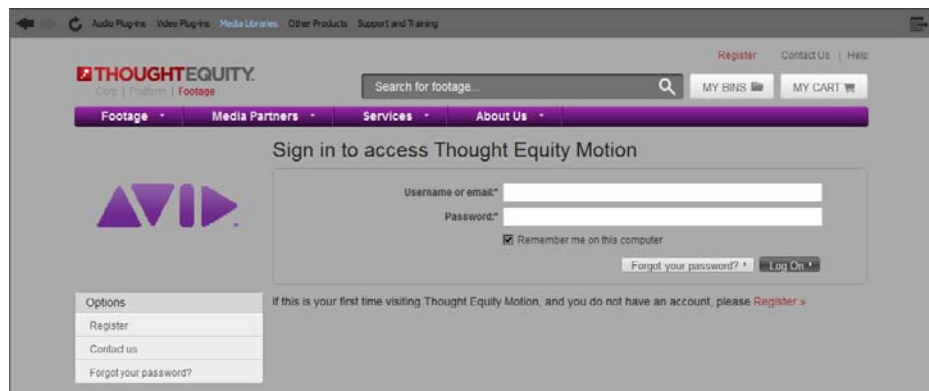 Audio Plug-ins Video Plug-ins Media Libraries Other Products Support and Training
Register Contact Us | Help
THOUGHTEQUITY.
Corp | Platform | Footage
Search for footage...
MY BINS
MY CART
Footage Media Partners Services About Us
Sign in to access Thought Equity Motion
AVID.
Username or email:*
Password:*
Remember me on this computer
Forgot your password?
Log On
Options
If this is your first time visiting Thought Equity Motion, and you do not have an account, please Register »
Register
Contact us
Forgot your password?